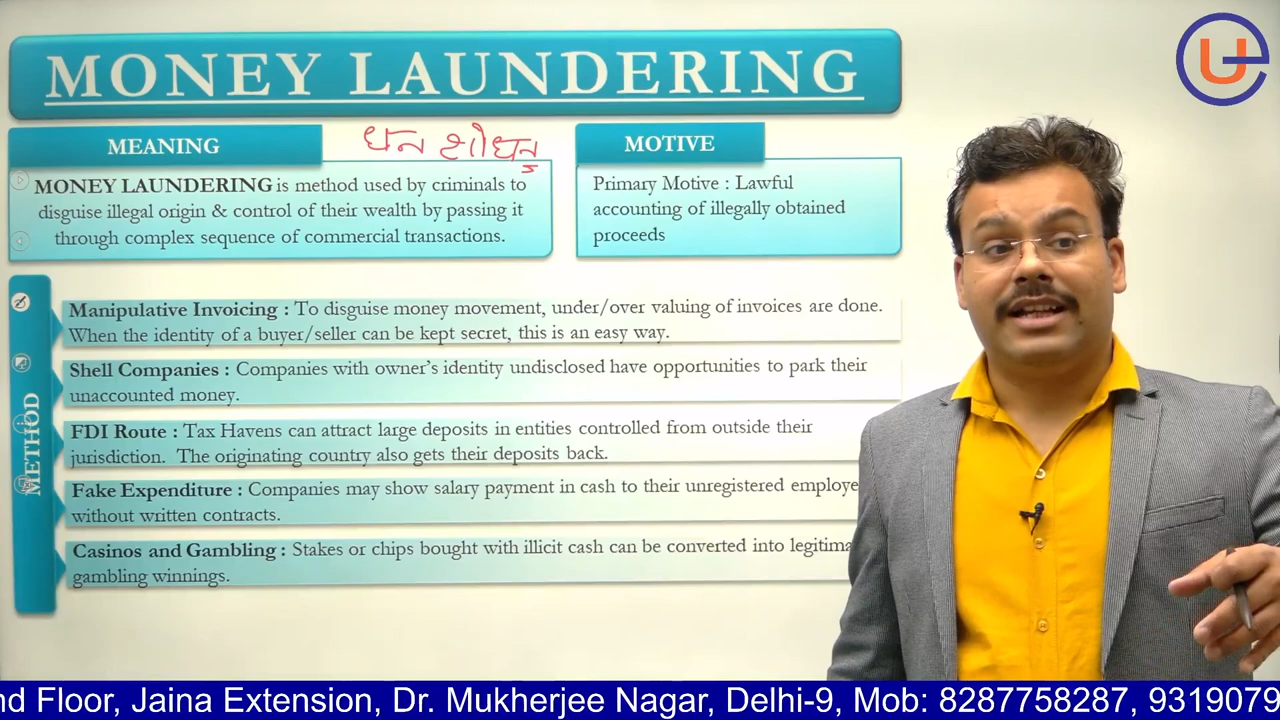 MONEY LAUNDERING
MEANING
धन शोधन
MONEY LAUNDERING is method used by criminals to
disguise illegal origin & control of their wealth by passing it
through complex sequence of commercial transactions.
MOTIVE
Primary Motive : Lawful
accounting of illegally obtained
proceeds
METHOD
Manipulative Invoicing : To disguise money movement, under/over valuing of invoices are done.
When the identity of a buyer/seller can be kept secret, this is an easy way.
Shell Companies : Companies with owner's identity undisclosed have opportunities to park their
unaccounted money.
FDI Route : Tax Havens can attract large deposits in entities controlled from outside their
jurisdiction. The originating country also gets their deposits back.
Fake Expenditure : Companies may show salary payment in cash to their unregistered employe
without written contracts.
Casinos and Gambling : Stakes or chips bought with illicit cash can be converted into legitima
gambling winnings.
Ue
nd Floor, Jaina Extension, Dr. Mukherjee Nagar, Delhi-9, Mob: 8287758287, 9319079